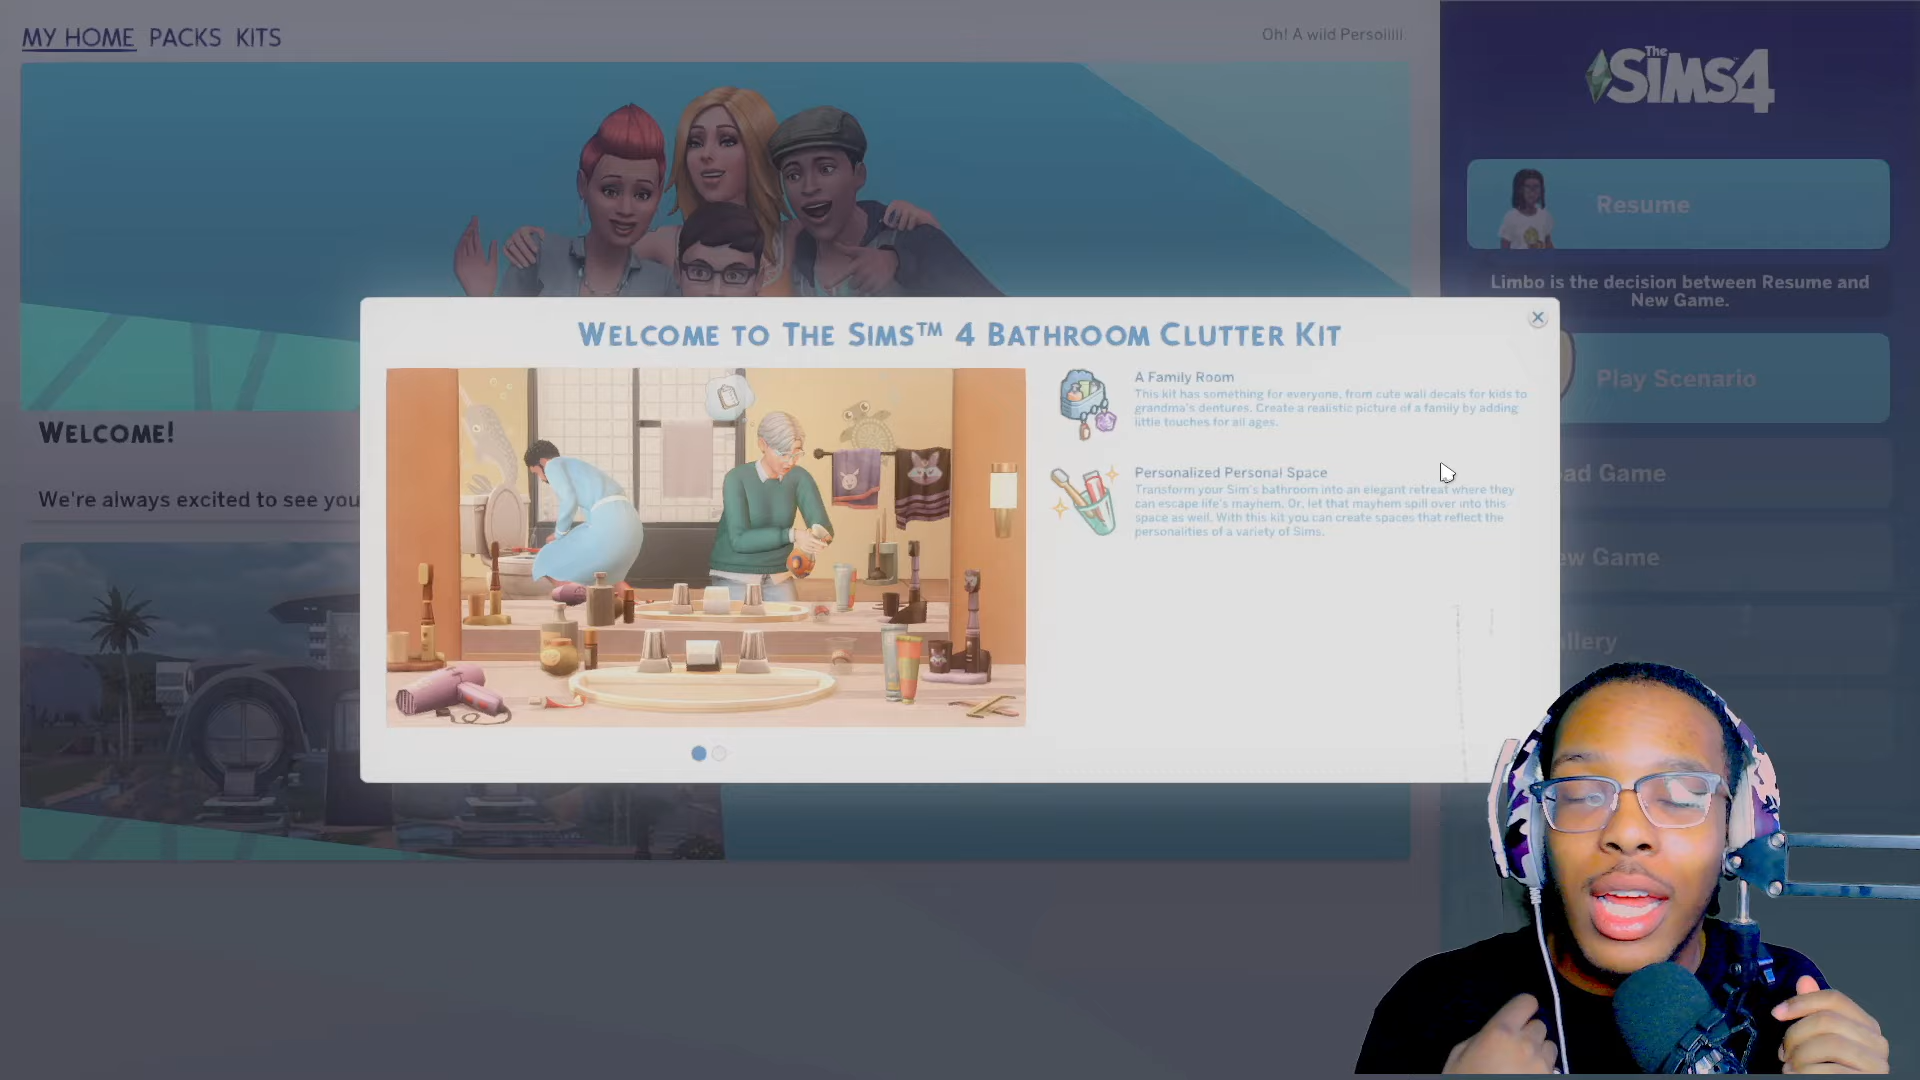 MY HOME PACKS KITS
Oh! A wild Persoiiiii
The SIMS4
Resume
Limbo is the decision between Resume and
New Game.
Play Scenario
ad Game
ew Game
llery
WELCOME!
We're always excited to see you
WELCOME TO THE SIMS™ 4 BATHROOM CLUTTER KIT
A Family Room
This kit has something for everyone, from cute wall decals for kids to
grandma's dentures. Create a realistic picture of a family by adding
little touches for all ages.
Personalized Personal Space
Transform your Sim's bathroom into an elegant retreat where they
can escape life's mayhem. Or, let that mayhem spill over into this
space as well. With this kit you can create spaces that reflect the
personalities of a variety of Sims.